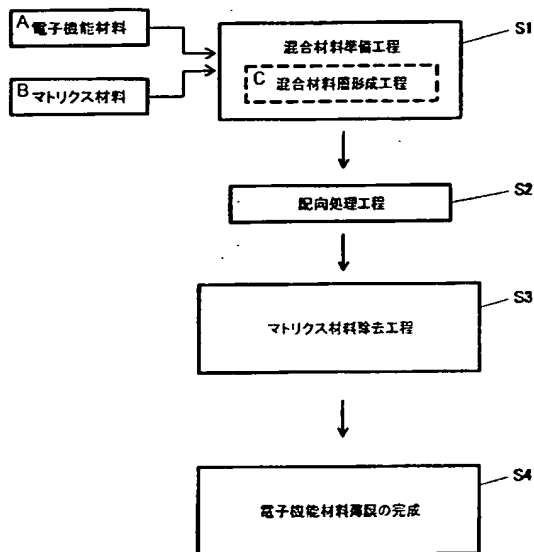 A 電子機能材料
B マトリクス材料
混合材料準備工程
C 混合材料層形成工程
S1
配向処理工程
S2
マトリクス材料除去工程
S3
電子機能材料薄膜の完成
S4